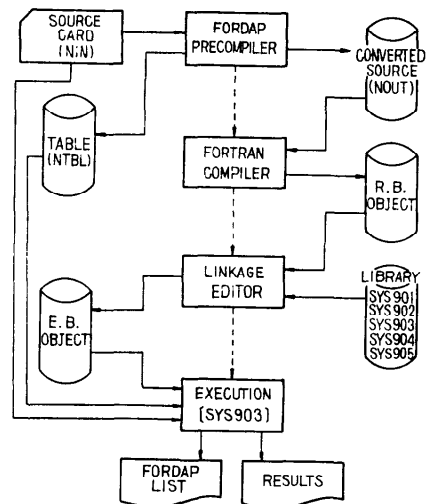 SOURCE
CARD
(NIN)
FORDAP
PRECOMPILER
CONVERTED
SOURCE
(NOUT)
TABLE
(NTBL)
FORTRAN
COMPILER
R.B.
OBJECT
LINKAGE
EDITOR
LIBRARY
SYS901
SYS902
SYS903
SYS904
SYS905
E.B.
OBJECT
EXECUTION
[SYS903]
FORDAP
LIST
RESULTS